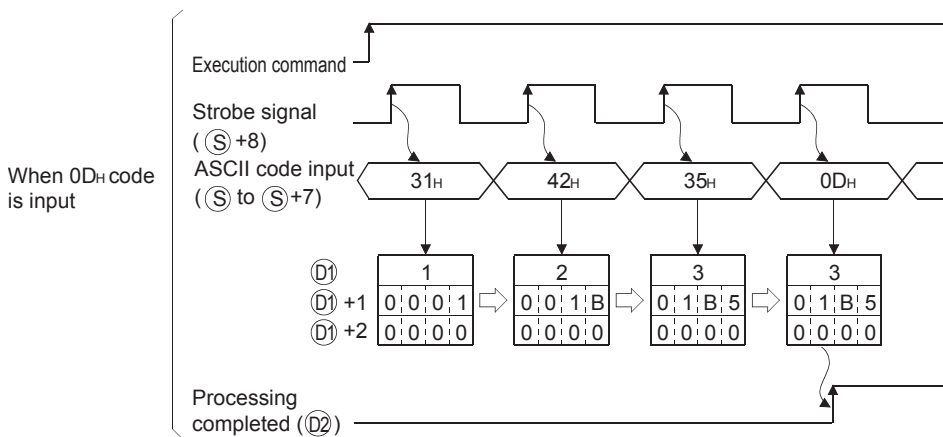 When 0DH code
is input
Execution command
Strobe signal
( Ⓢ +8)
ASCII code input
( Ⓢ to Ⓢ+7)
31H 42H 35H 0DH
D1 1 2 3 3
D1 +1 0 0 0 1 0 0 1 B 0 1 B 5 0 1 B 5
D1 +2 0 0 0 0 0 0 0 0 0 0 0 0 0 0 0 0
Processing
completed (D2)